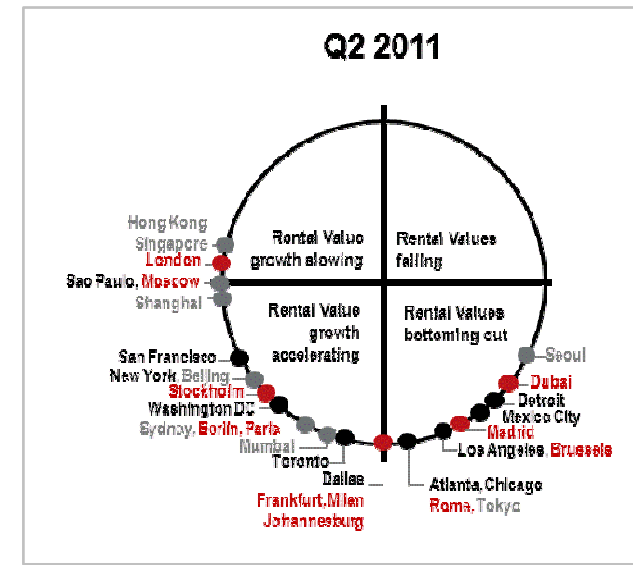 Q2 2011
Hong Kong
Singapore
London
Sao Paulo, Moscow
Shanghai
Rental Value
growth slowing
Rental Values
falling
Rental Value
growth
accelerating
Rental Values
bottoming out
San Francisco
New York Beijing
Stockholm
Washington DC
Sydney, Berlin, Paris
Mumbai
Toronto
Dallas
Frankfurt, Milan
Johannesburg
Seoul
Dubai
Detroit
Mexico City
Madrid
Los Angeles, Brussels
Atlanta, Chicago
Roma, Tokyo